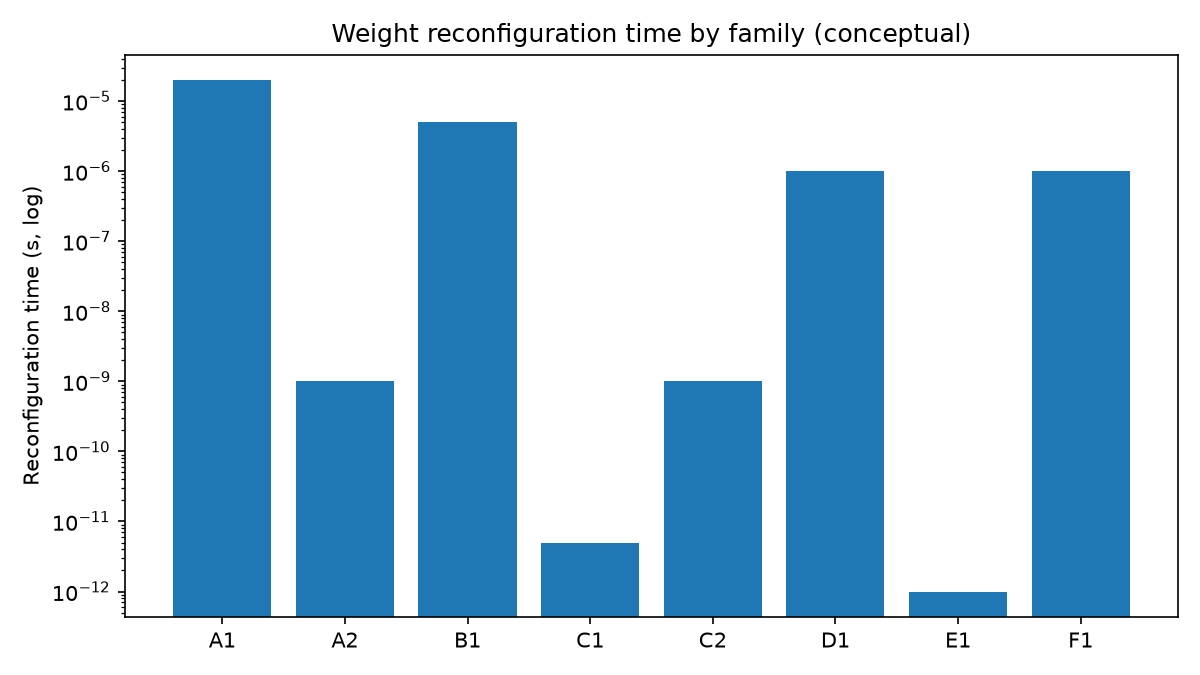 Weight reconfiguration time by family (conceptual)
Reconfiguration time (s, log)
10⁻⁵
10⁻⁶
10⁻⁷
10⁻⁸
10⁻⁹
10⁻¹⁰
10⁻¹¹
10⁻¹²
A1 A2 B1 C1 C2 D1 E1 F1